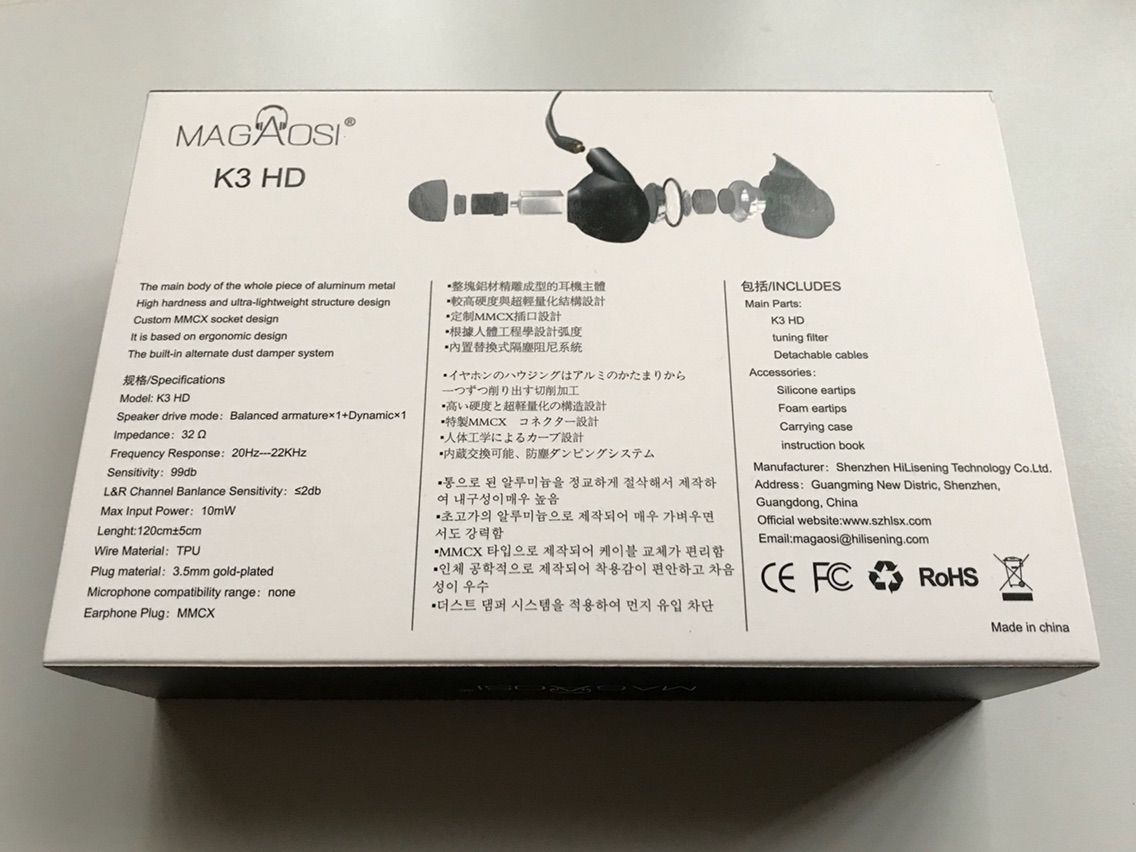 MAGAOSI®
K3 HD
The main body of the whole piece of aluminum metal
High hardness and ultra-lightweight structure design
Custom MMCX socket design
It is based on ergonomic design
The built-in alternate dust damper system
规格/Specifications
Model: K3 HD
Speaker drive mode: Balanced armature×1+Dynamic×1
Impedance: 32 Ω
Frequency Response: 20Hz---22KHz
Sensitivity: 99db
L&R Channel Banlance Sensitivity: ≤2db
Max Input Power: 10mW
Lenght:120cm±5cm
Wire Material: TPU
Plug material: 3.5mm gold-plated
Microphone compatibility range: none
Earphone Plug: MMCX
▪整塊鋁材精雕成型的耳機主體
▪較高硬度與超輕量化結構設計
▪定制MMCX插口設計
▪根據人體工程學設計弧度
▪內置替換式隔塵阻尼系統
▪イヤホンのハウジングはアルミのかたまりから
一つずつ削り出す切削加工
▪高い硬度と超軽量化の構造設計
▪特製MMCX コネクター設計
▪人体工学によるカーブ設計
▪内蔵交換可能、防塵ダンピングシステム
▪통으로 된 알루미늄을 정교하게 절삭해서 제작하
여 내구성이매우 높음
▪초고가의 알루미늄으로 제작되어 매우 가벼우면
서도 강력함
▪MMCX 타입으로 제작되어 케이블 교체가 편리함
▪인체 공학적으로 제작되어 착용감이 편안하고 차음
성이 우수
▪더스트 댐퍼 시스템을 적용하여 먼지 유입 차단
包括/INCLUDES
Main Parts:
K3 HD
tuning filter
Detachable cables
Accessories:
Silicone eartips
Foam eartips
Carrying case
instruction book
Manufacturer: Shenzhen HiLisening Technology Co.Ltd.
Address: Guangming New Distric, Shenzhen,
Guangdong, China
Official website:www.szhlsx.com
Email:magaosi@hilisening.com
CE FC RoHS
Made in china
MAGAOSI®